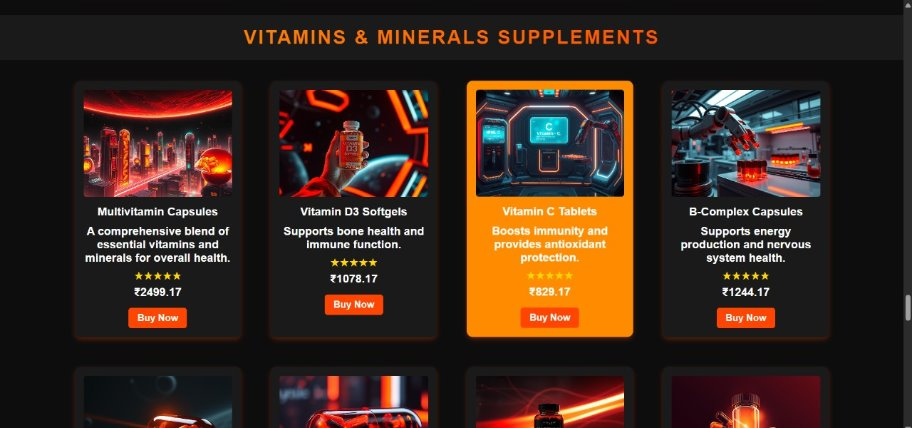 VITAMINS & MINERALS SUPPLEMENTS
Multivitamin Capsules
A comprehensive blend of
essential vitamins and
minerals for overall health.
★★★★★
₹2499.17
Buy Now
D3
Vitamin D3 Softgels
Supports bone health and
immune function.
★★★★★
₹1078.17
Buy Now
C
VITAMIN - C
Vitamin C Tablets
Boosts immunity and
provides antioxidant
protection.
★★★★★
₹829.17
Buy Now
B-Complex Capsules
Supports energy
production and nervous
system health.
★★★★★
₹1244.17
Buy Now